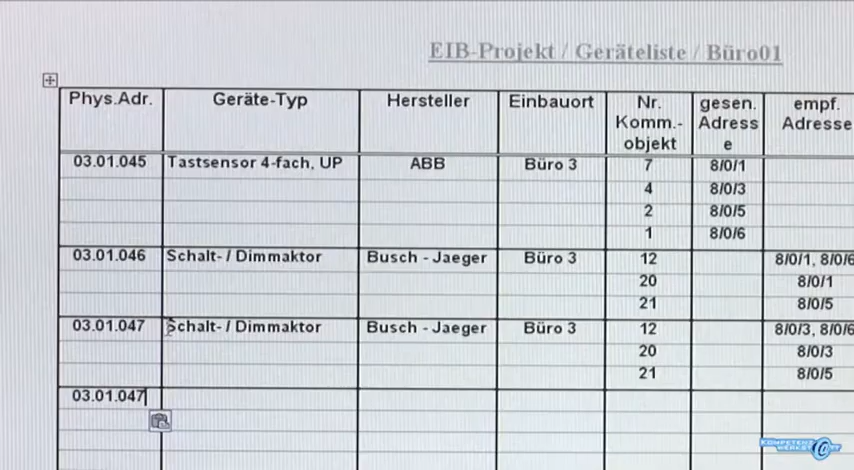 EIB-Projekt / Geräteliste / Büro01
Phys.Adr. Geräte-Typ Hersteller Einbauort Nr. Komm.-objekt gesen. Adresse empf. Adresse
03.01.045 Tastsensor 4-fach, UP ABB Büro 3 7 8/0/1
4 8/0/3
2 8/0/5
1 8/0/6
03.01.046 Schalt- / Dimmaktor Busch - Jaeger Büro 3 12 8/0/1, 8/0/6
20 8/0/1
21 8/0/5
03.01.047 Schalt- / Dimmaktor Busch - Jaeger Büro 3 12 8/0/3, 8/0/6
20 8/0/3
21 8/0/5
03.01.047
KOMPETENZ
WERKST@TT